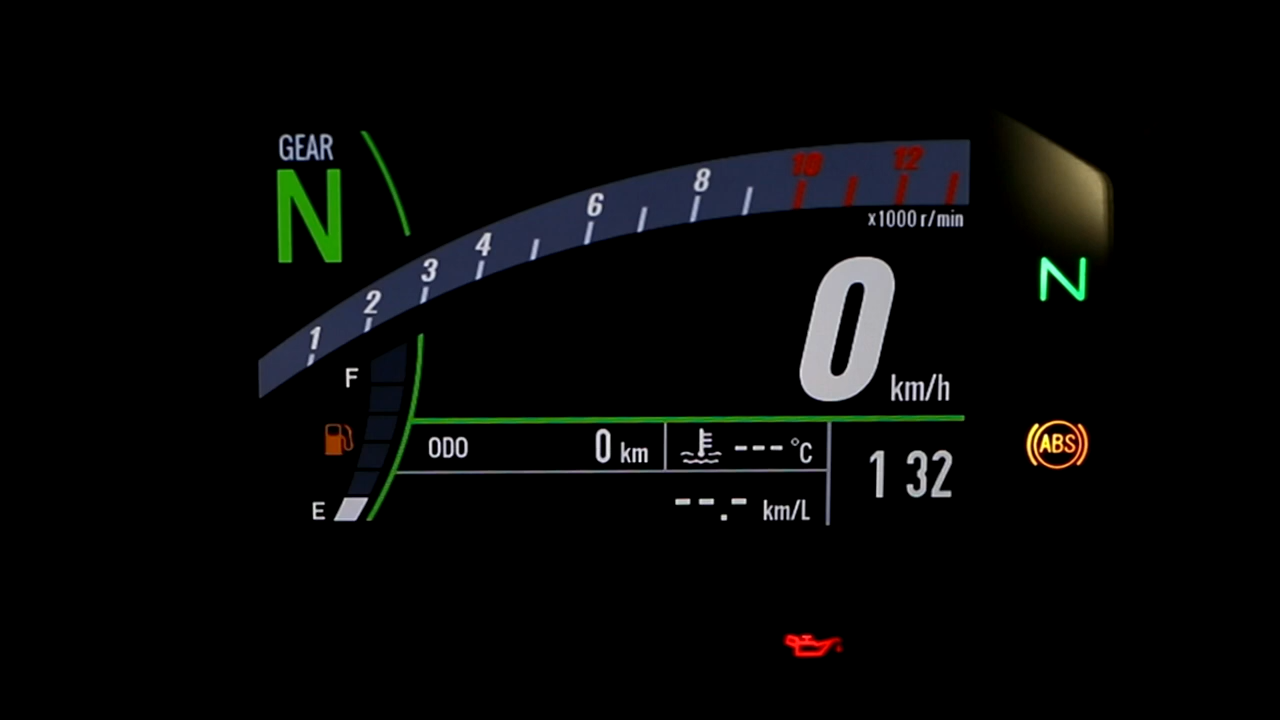 GEAR
N
1 2 3 4 6 8 10 12
x1000 r/min
N
0 km/h
F
ODO 0 km
---°C
1 32
ABS
E
--.- km/L